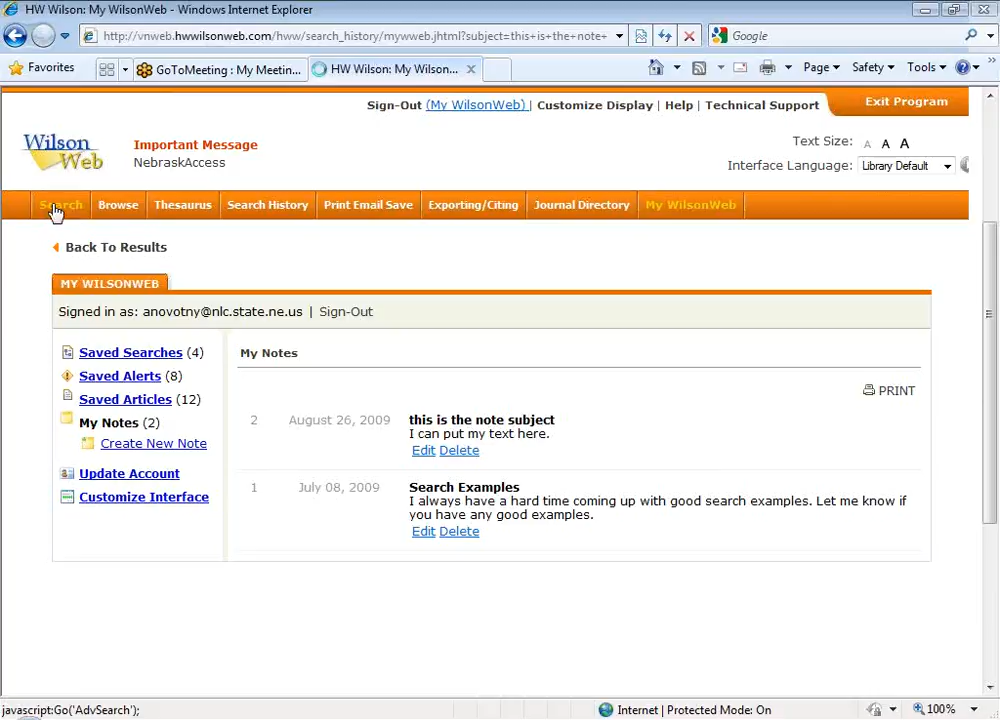 HW Wilson: My WilsonWeb - Windows Internet Explorer
http://vnweb.hwwilsonweb.com/hww/search_history/mywweb.jhtml?subject=this+is+the+note+
Google
Favorites
GoToMeeting : My Meetin...
HW Wilson: My Wilson...
Page
Safety
Tools
Sign-Out (My WilsonWeb) | Customize Display | Help | Technical Support
Exit Program
Wilson
Web
Important Message
NebraskAccess
Text Size: A A A
Interface Language: Library Default
Search
Browse
Thesaurus
Search History
Print Email Save
Exporting/Citing
Journal Directory
My WilsonWeb
Back To Results
MY WILSONWEB
Signed in as: anovotny@nlc.state.ne.us | Sign-Out
Saved Searches (4)
Saved Alerts (8)
Saved Articles (12)
My Notes (2)
Create New Note
Update Account
Customize Interface
My Notes
PRINT
2 August 26, 2009 this is the note subject
I can put my text here.
Edit Delete
1 July 08, 2009 Search Examples
I always have a hard time coming up with good search examples. Let me know if
you have any good examples.
Edit Delete
javascript:Go('AdvSearch');
Internet | Protected Mode: On
100%